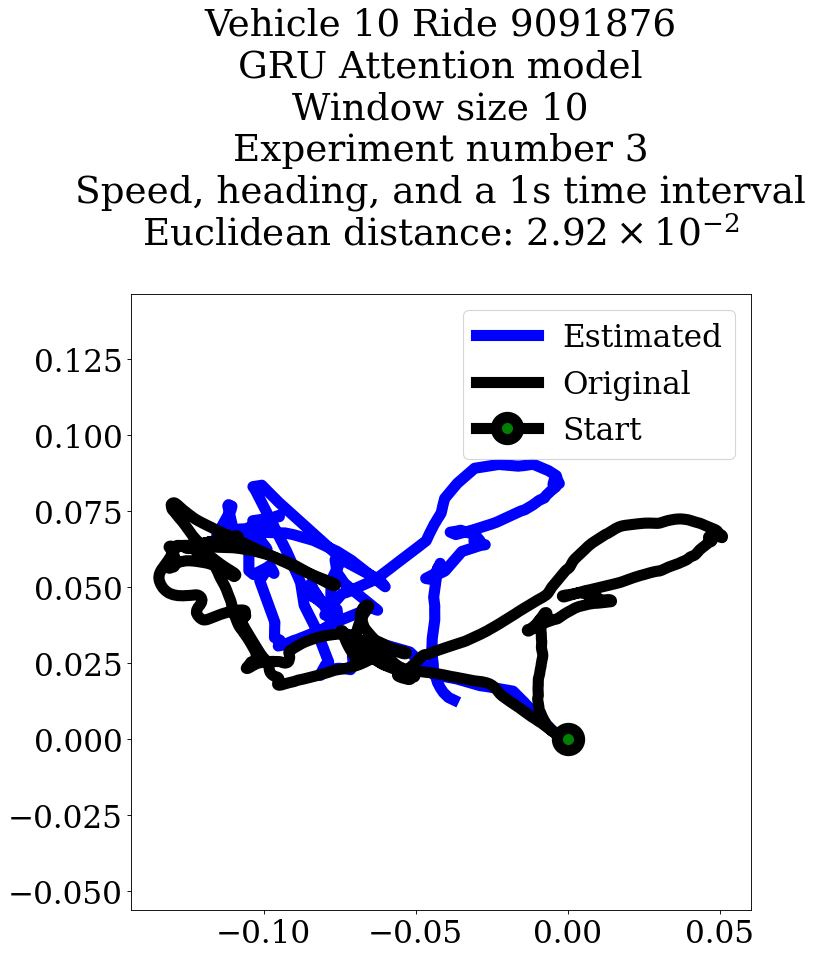 Vehicle 10 Ride 9091876
GRU Attention model
Window size 10
Experiment number 3
Speed, heading, and a 1s time interval
Euclidean distance: 2.92 × 10⁻²
Estimated
Original
Start
0.125
0.100
0.075
0.050
0.025
0.000
−0.025
−0.050
−0.10
−0.05
0.00
0.05